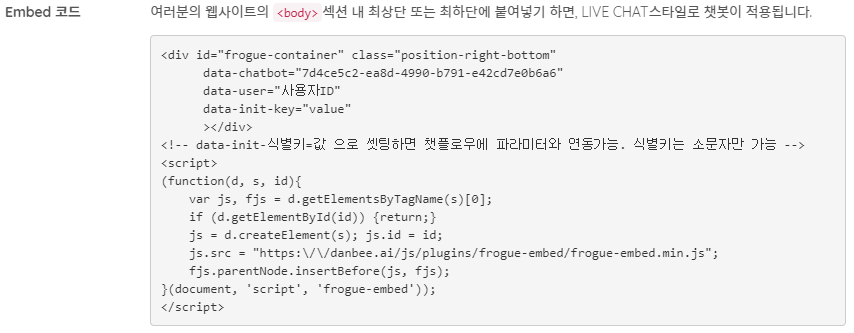 Embed 코드 여러분의 웹사이트의 <body> 섹션 내 최상단 또는 최하단에 붙여넣기 하면, LIVE CHAT스타일로 챗봇이 적용됩니다.
<div id="frogue-container" class="position-right-bottom"
data-chatbot="7d4ce5c2-ea8d-4990-b791-e42cd7e0b6a6"
data-user="사용자ID"
data-init-key="value"
></div>
<!-- data-init-식별키=값 으로 셋팅하면 챗플로우에 파라미터와 연동가능. 식별키는 소문자만 가능 -->
<script>
(function(d, s, id){
var js, fjs = d.getElementsByTagName(s)[0];
if (d.getElementById(id)) {return;}
js = d.createElement(s); js.id = id;
js.src = "https:\/\/danbee.ai/js/plugins/frogue-embed/frogue-embed.min.js";
fjs.parentNode.insertBefore(js, fjs);
}(document, 'script', 'frogue-embed'));
</script>